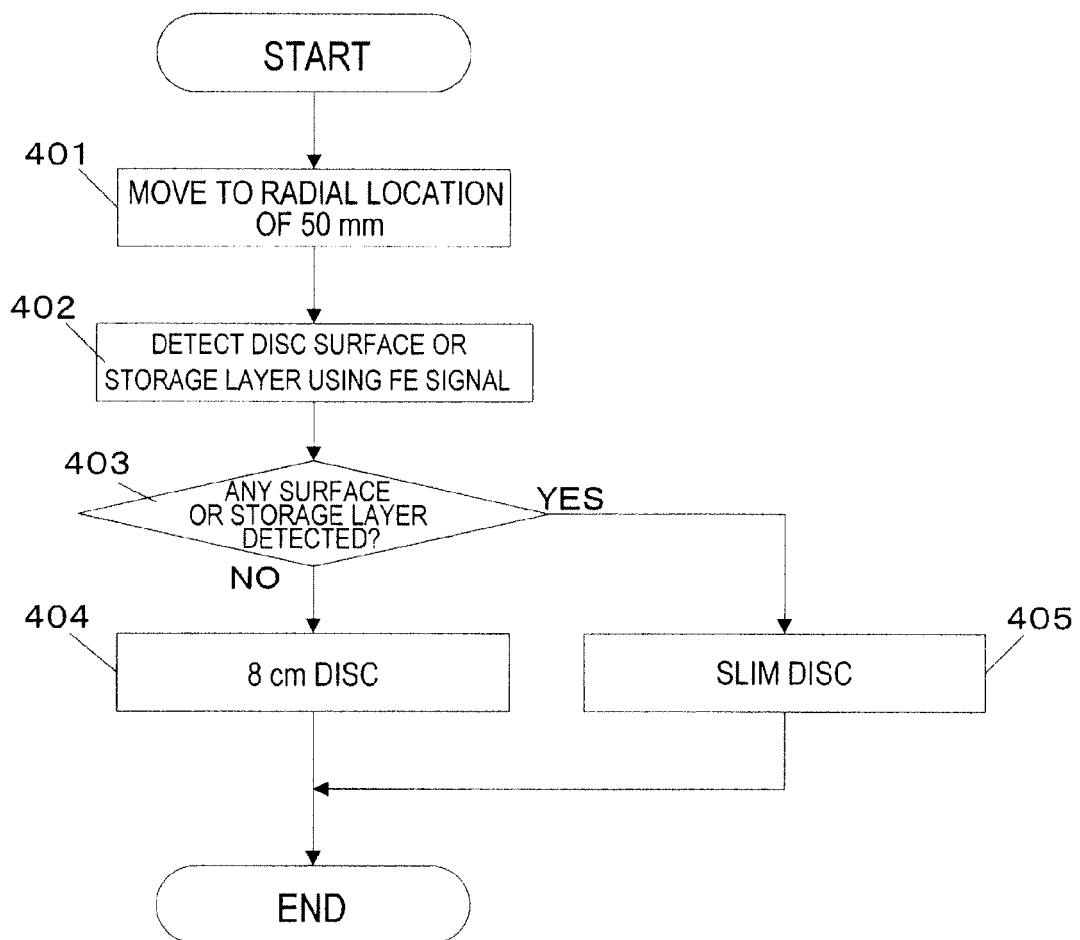 START
401
MOVE TO RADIAL LOCATION
OF 50 mm
402
DETECT DISC SURFACE OR
STORAGE LAYER USING FE SIGNAL
403
ANY SURFACE
OR STORAGE LAYER
DETECTED?
YES
NO
404
8 cm DISC
405
SLIM DISC
END